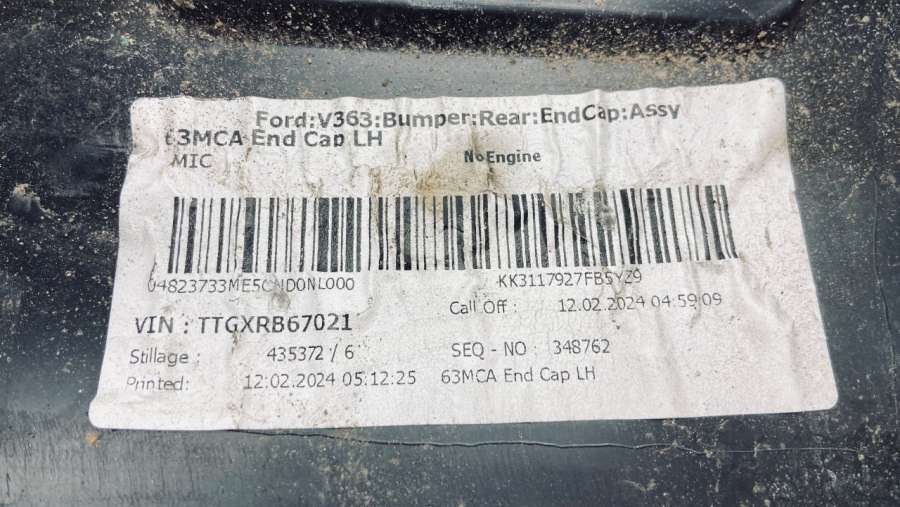 Ford:V363:Bumper:Rear:EndCap:Assy
63MCA End Cap LH
MIC NoEngine
04823733ME5CND0NL000 KK3117927FB5YZ9
Call Off : 12.02.2024 04:59:09
VIN : TTGXRB67021
Stillage : 435372 / 6 SEQ - NO : 348762
Printed: 12.02.2024 05:12:25 63MCA End Cap LH